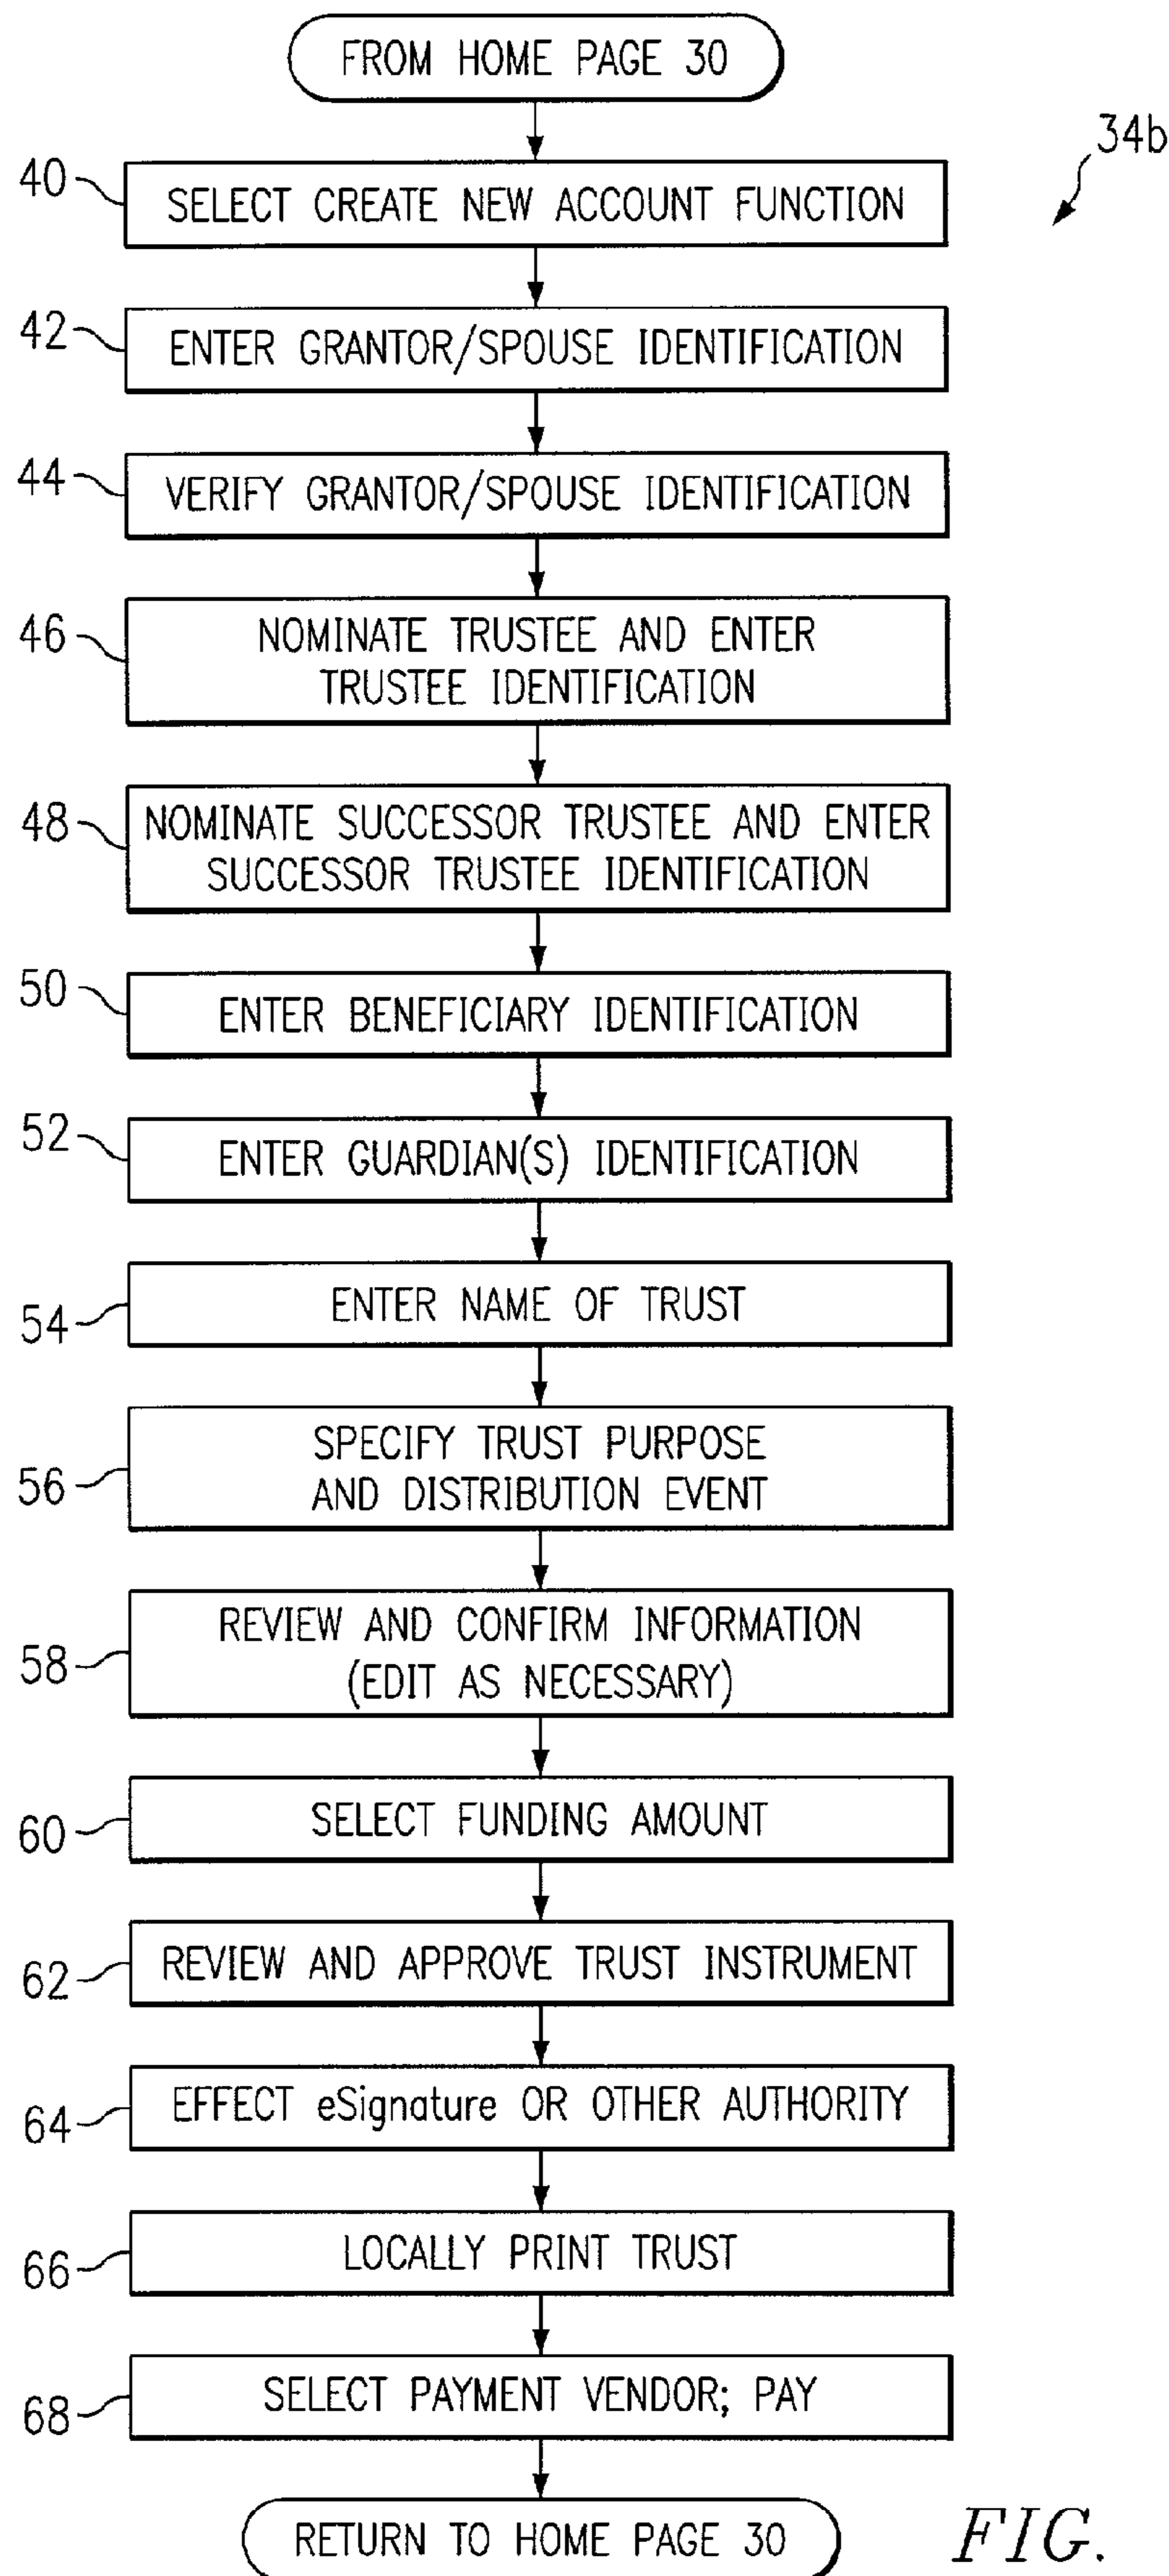 FROM HOME PAGE 30
34b
40
SELECT CREATE NEW ACCOUNT FUNCTION
42
ENTER GRANTOR/SPOUSE IDENTIFICATION
44
VERIFY GRANTOR/SPOUSE IDENTIFICATION
46
NOMINATE TRUSTEE AND ENTER
TRUSTEE IDENTIFICATION
48
NOMINATE SUCCESSOR TRUSTEE AND ENTER
SUCCESSOR TRUSTEE IDENTIFICATION
50
ENTER BENEFICIARY IDENTIFICATION
52
ENTER GUARDIAN(S) IDENTIFICATION
54
ENTER NAME OF TRUST
56
SPECIFY TRUST PURPOSE
AND DISTRIBUTION EVENT
58
REVIEW AND CONFIRM INFORMATION
(EDIT AS NECESSARY)
60
SELECT FUNDING AMOUNT
62
REVIEW AND APPROVE TRUST INSTRUMENT
64
EFFECT eSignature OR OTHER AUTHORITY
66
LOCALLY PRINT TRUST
68
SELECT PAYMENT VENDOR; PAY
RETURN TO HOME PAGE 30
FIG.